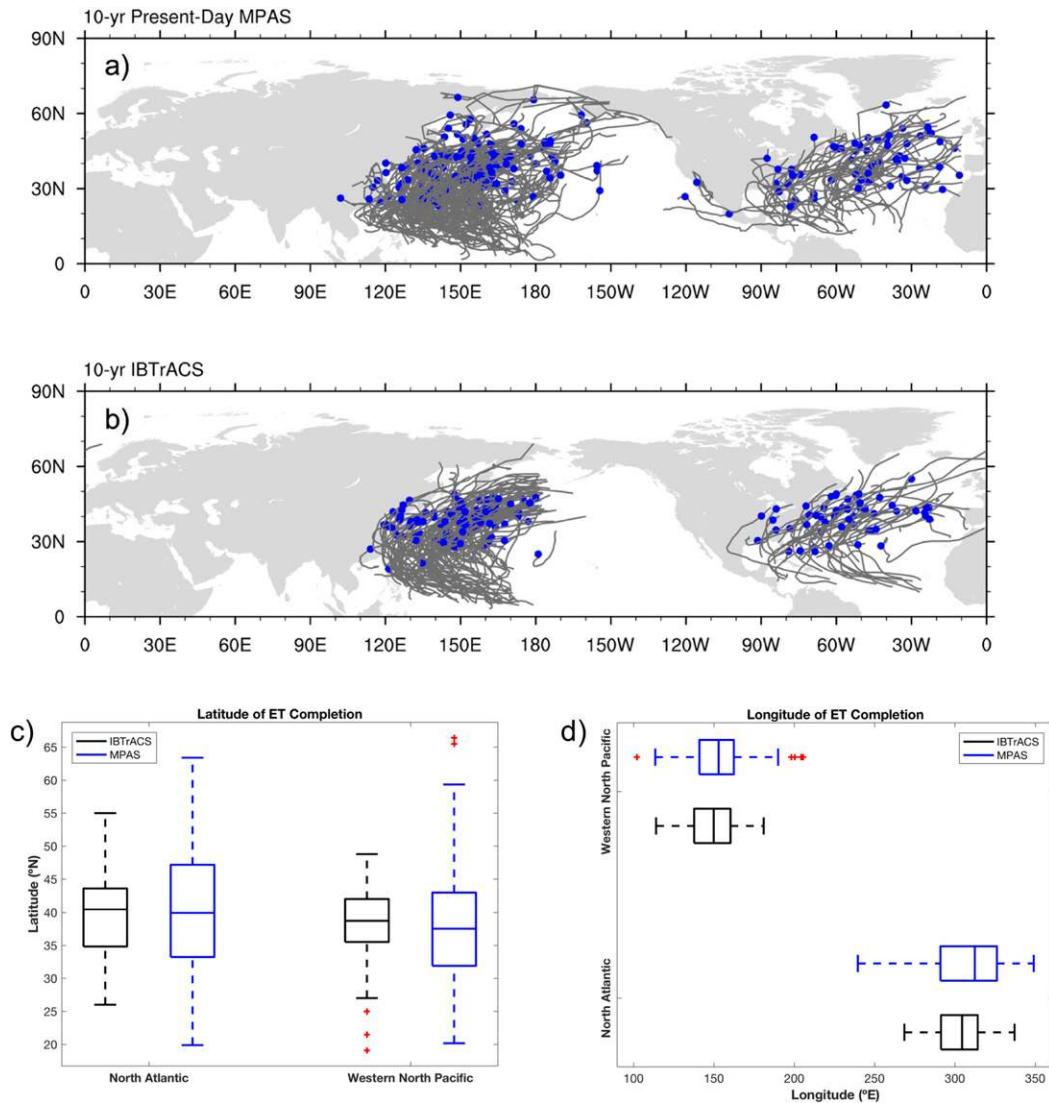 10-yr Present-Day MPAS
a)
90N
60N
30N
0
0 30E 60E 90E 120E 150E 180 150W 120W 90W 60W 30W 0
10-yr IBTrACS
b)
90N
60N
30N
0
0 30E 60E 90E 120E 150E 180 150W 120W 90W 60W 30W 0
c)
Latitude of ET Completion
IBTrACS
MPAS
Latitude (ºN)
65
60
55
50
45
40
35
30
25
20
North Atlantic Western North Pacific
d)
Longitude of ET Completion
IBTrACS
MPAS
Western North Pacific
North Atlantic
100 150 200 250 300 350
Longitude (ºE)